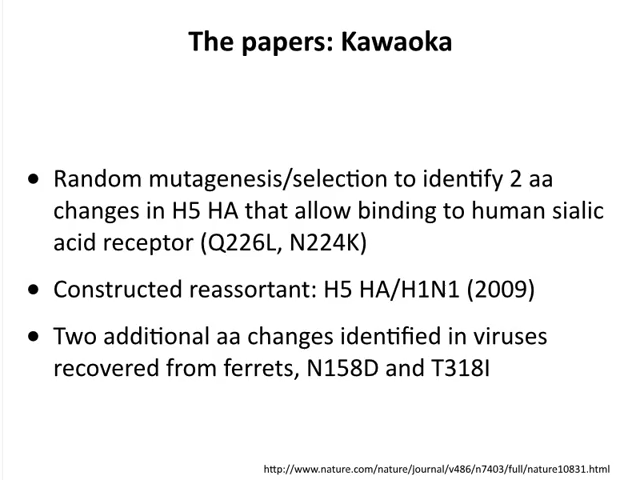 The papers: Kawaoka
• Random mutagenesis/selection to identify 2 aa
changes in H5 HA that allow binding to human sialic
acid receptor (Q226L, N224K)
• Constructed reassortant: H5 HA/H1N1 (2009)
• Two additional aa changes identified in viruses
recovered from ferrets, N158D and T318I
http://www.nature.com/nature/journal/v486/n7403/full/nature10831.html